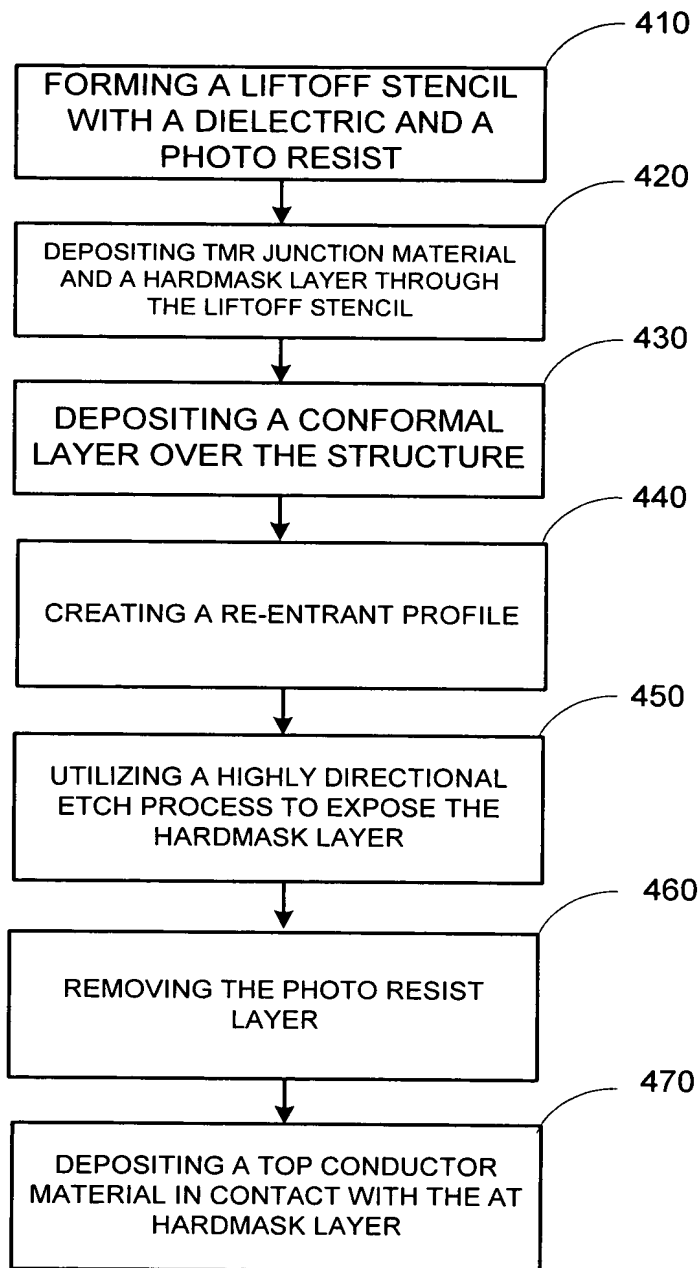 410
FORMING A LIFTOFF STENCIL
WITH A DIELECTRIC AND A
PHOTO RESIST
420
DEPOSITING TMR JUNCTION MATERIAL
AND A HARDMASK LAYER THROUGH
THE LIFTOFF STENCIL
430
DEPOSITING A CONFORMAL
LAYER OVER THE STRUCTURE
440
CREATING A RE-ENTRANT PROFILE
450
UTILIZING A HIGHLY DIRECTIONAL
ETCH PROCESS TO EXPOSE THE
HARDMASK LAYER
460
REMOVING THE PHOTO RESIST
LAYER
470
DEPOSITING A TOP CONDUCTOR
MATERIAL IN CONTACT WITH THE AT
HARDMASK LAYER